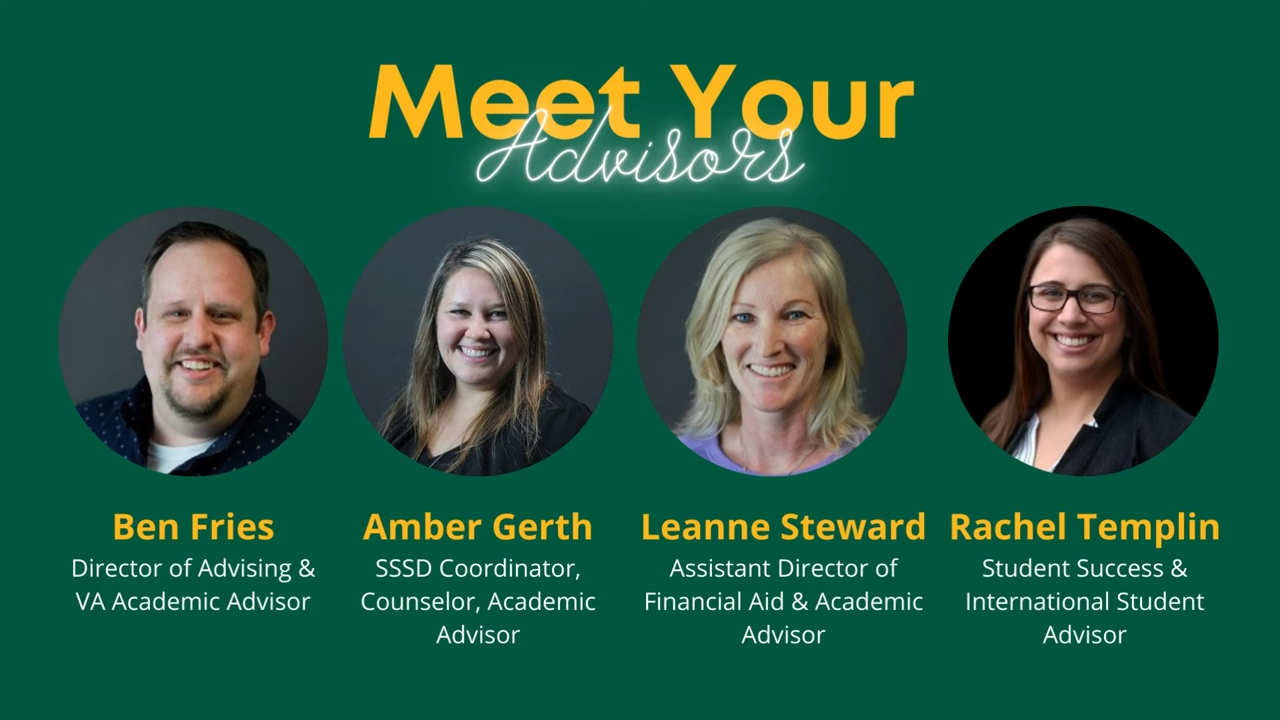 Meet Your
Advisors
Ben Fries
Director of Advising &
VA Academic Advisor
Amber Gerth
SSSD Coordinator,
Counselor, Academic
Advisor
Leanne Steward
Assistant Director of
Financial Aid & Academic
Advisor
Rachel Templin
Student Success &
International Student
Advisor